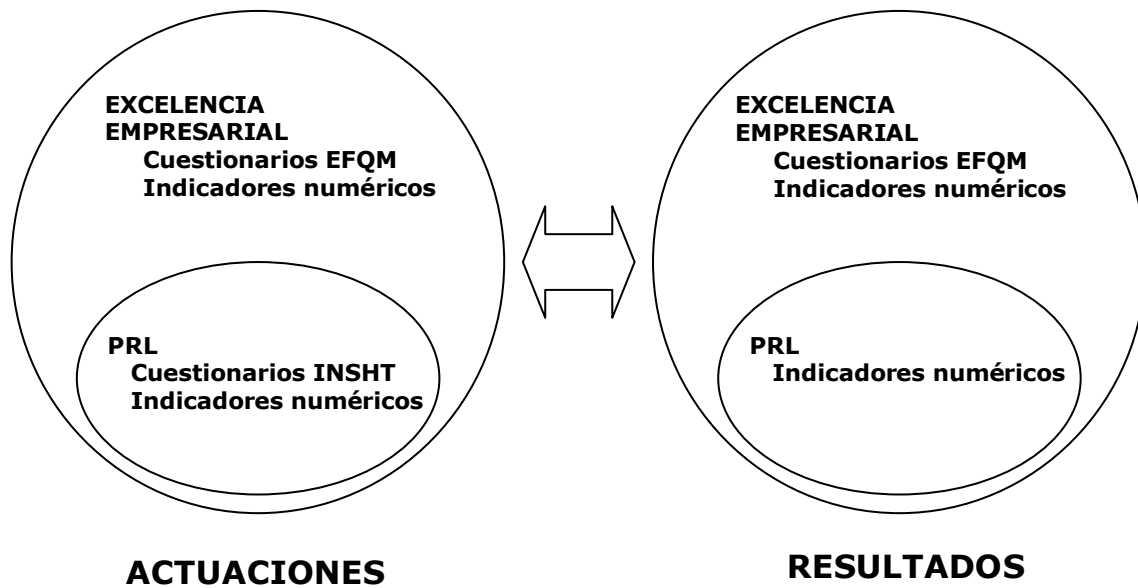 EXCELENCIA
EMPRESARIAL
Cuestionarios EFQM
Indicadores numéricos
PRL
Cuestionarios INSHT
Indicadores numéricos
ACTUACIONES
EXCELENCIA
EMPRESARIAL
Cuestionarios EFQM
Indicadores numéricos
PRL
Indicadores numéricos
RESULTADOS